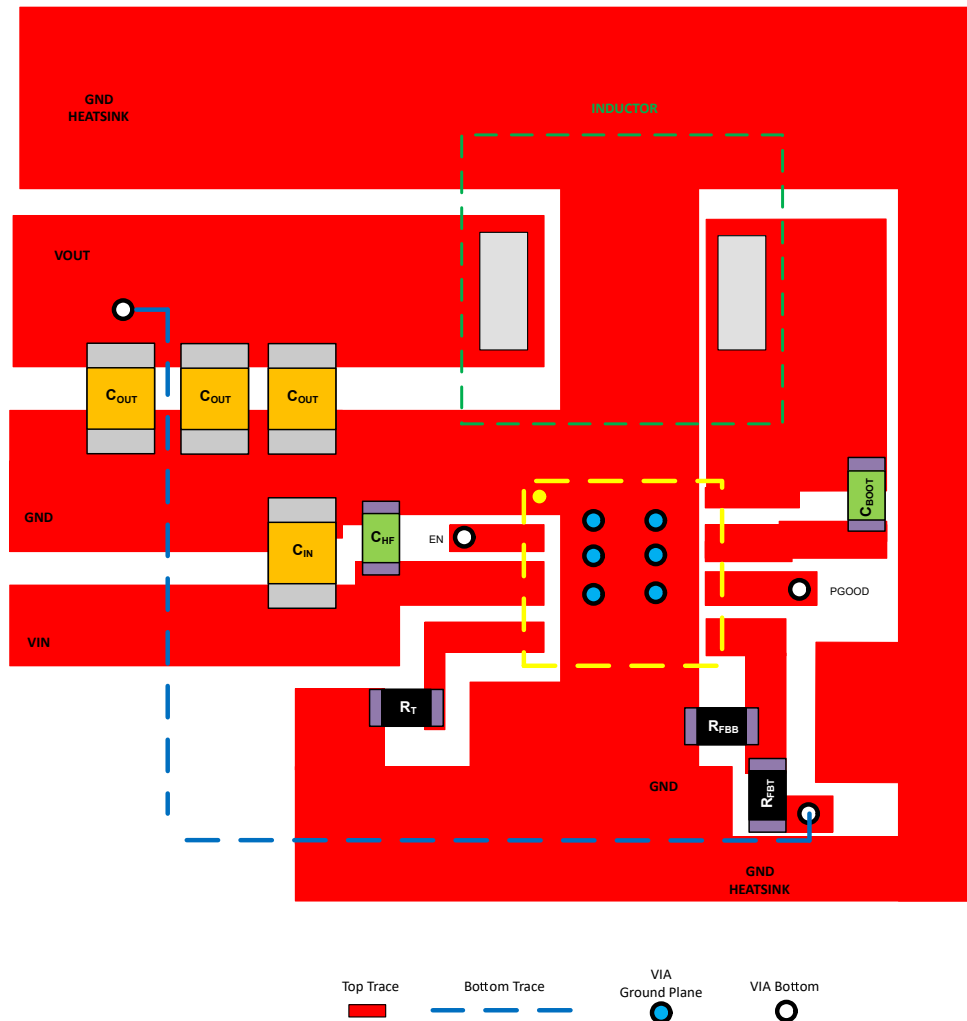 GND
HEATSINK
INDUCTOR
VOUT
COUT
COUT
COUT
CBOOT
GND
CIN
CHF
EN
PGOOD
VIN
RT
RFBB
GND
RFBT
GND
HEATSINK
Top Trace
Bottom Trace
VIA
Ground Plane
VIA Bottom